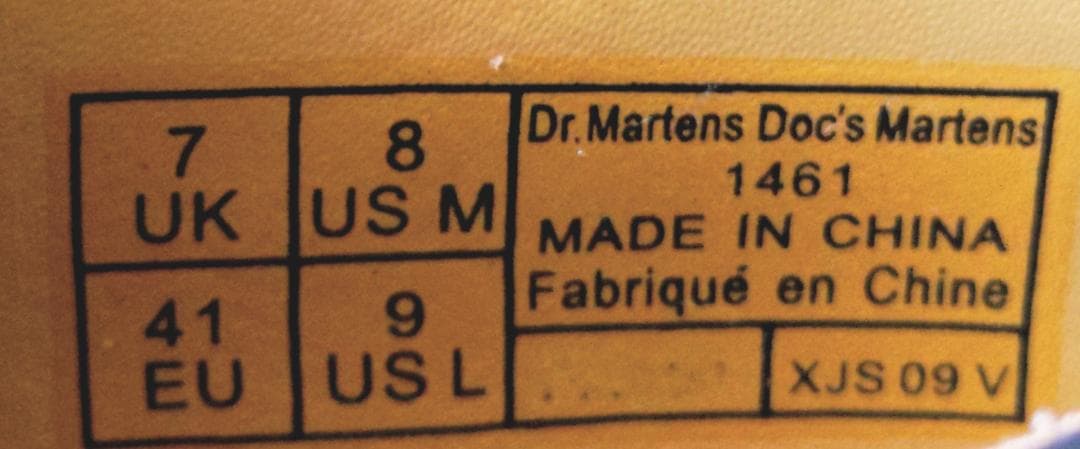 7
UK
8
US M
41
EU
9
US L
Dr. Martens Doc's Martens
1461
MADE IN CHINA
Fabriqué en Chine
XJS 09 V